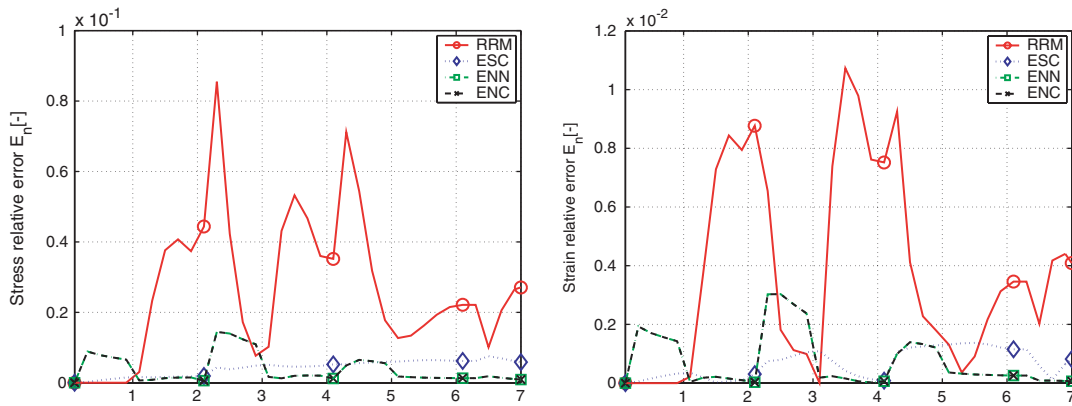 x 10^-1
Stress relative error E_n[-]
1
0.8
0.6
0.4
0.2
0
1 2 3 4 5 6 7
RRM
ESC
ENN
ENC
x 10^-2
Strain relative error E_n[-]
1.2
1
0.8
0.6
0.4
0.2
0
0 1 2 3 4 5 6 7
RRM
ESC
ENN
ENC